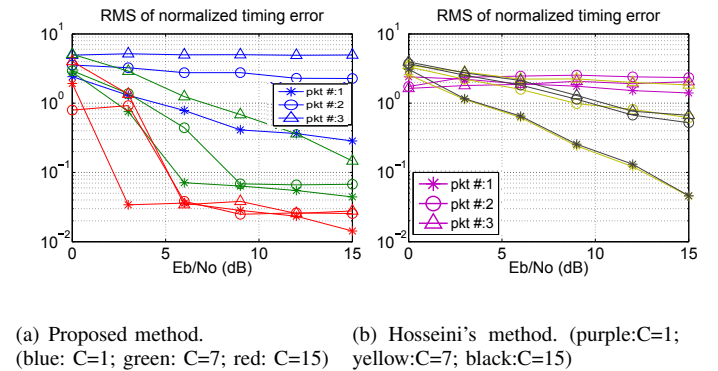 RMS of normalized timing error
10^1
10^0
10^-1
10^-2
0 5 10 15
Eb/No (dB)
pkt #:1
pkt #:2
pkt #:3
RMS of normalized timing error
10^1
10^0
10^-1
10^-2
0 5 10 15
Eb/No (dB)
pkt #:1
pkt #:2
pkt #:3
(a) Proposed method.
(blue: C=1; green: C=7; red: C=15)
(b) Hosseini's method. (purple:C=1;
yellow:C=7; black:C=15)